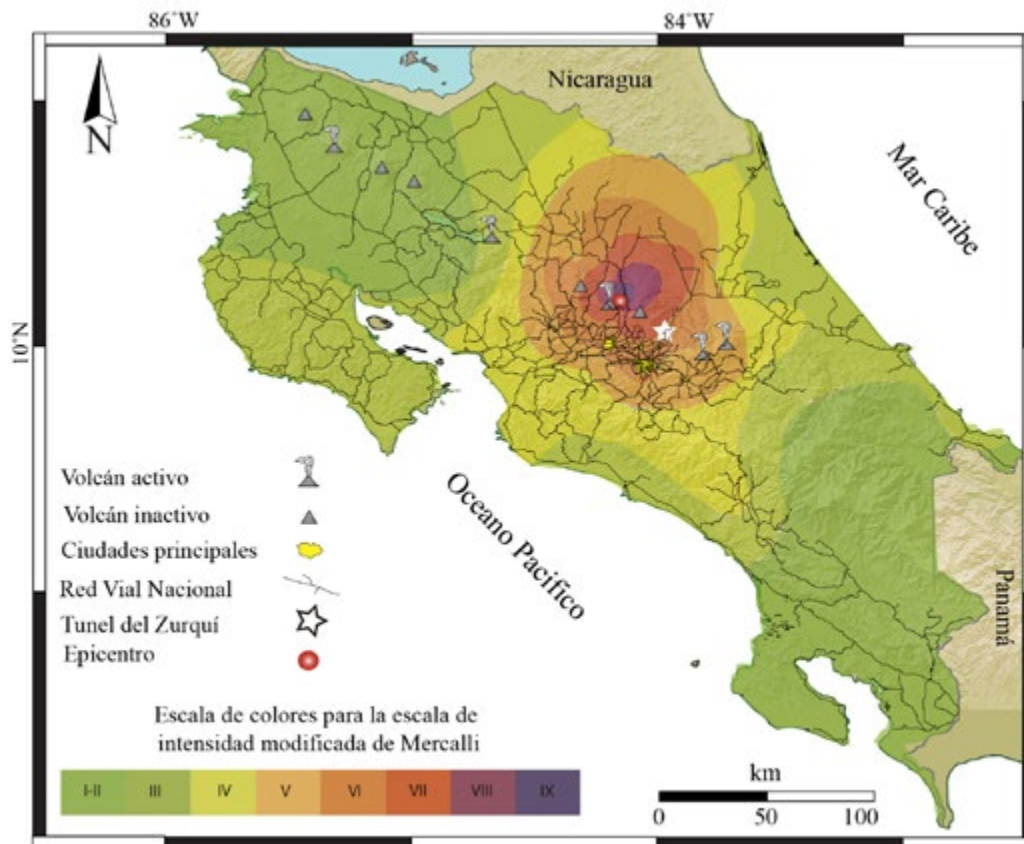 86°W
84°W
Nicaragua
N
Mar Caribe
10°N
Volcán activo
Volcán inactivo
Ciudades principales
Red Vial Nacional
Tunel del Zurquí
Epicentro
Oceano Pacífico
Panamá
Escala de colores para la escala de
intensidad modificada de Mercalli
I-II III IV V VI VII VIII IX
km
0 50 100